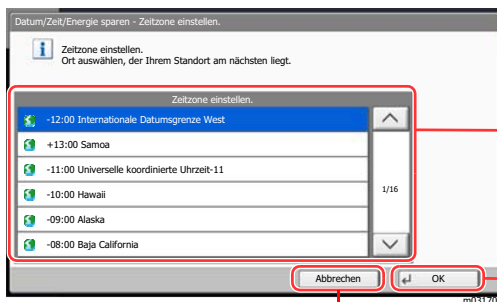 Datum/Zeit/Energie sparen - Zeitzone einstellen.
Zeitzone einstellen.
Ort auswählen, der Ihrem Standort am nächsten liegt.
Zeitzone einstellen.
-12:00 Internationale Datumsgrenze West
+13:00 Samoa
-11:00 Universelle koordinierte Uhrzeit-11
-10:00 Hawaii
1/16
-09:00 Alaska
-08:00 Baja California
Abbrechen
OK